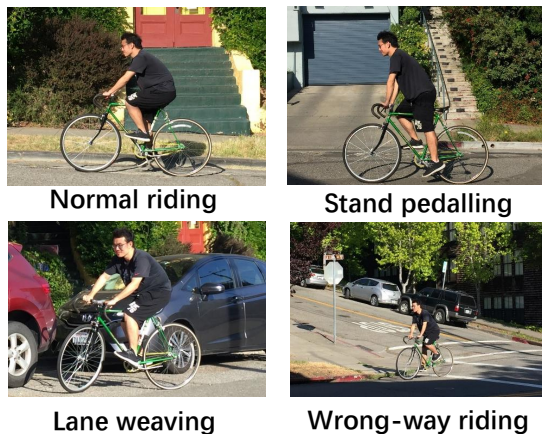 Normal riding
Stand pedalling
Lane weaving
Wrong-way riding